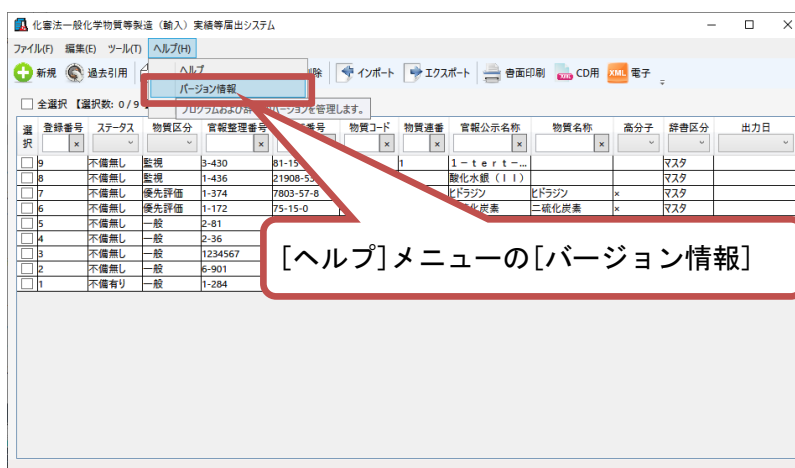 化審法一般化学物質等製造（輸入）実績等届出システム
ファイル(F) 編集(E) ツール(T) ヘルプ(H)
新規 過去引用 除 インポート エクスポート 書面印刷 CD用 XML 電子
ヘルプ
バージョン情報
プログラムおよび辞 バージョンを管理します。
全選択 【選択数: 0 / 9
選択 登録番号 ステータス 物質区分 官報整理番号 番号 物質コード 物質連番 官報公示名称 物質名称 高分子 辞書区分 出力日
9 不備無し 監視 3-430 81-15 1 １－ｔｅｒｔ－... マスタ
8 不備無し 監視 1-436 21908-53 酸化水銀（ＩＩ） マスタ
7 不備無し 優先評価 1-374 7803-57-8 ヒドラジン ヒドラジン × マスタ
6 不備無し 優先評価 1-172 75-15-0 硫化炭素 二硫化炭素 × マスタ
5 不備無し 一般 2-81
4 不備無し 一般 2-36
3 不備無し 一般 1234567
2 不備無し 一般 6-901
1 不備有り 一般 1-284
[ヘルプ]メニューの[バージョン情報]